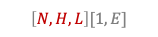 [N, H, L][1, E]